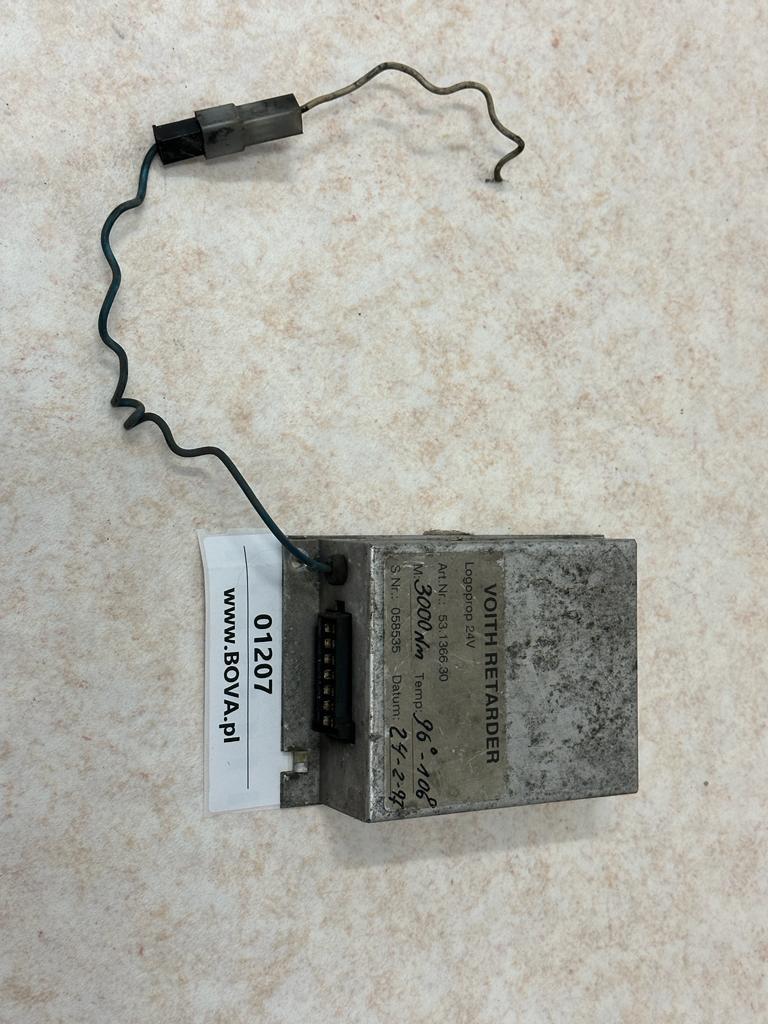 VOITH RETARDER
Logoprop 24V
Art.Nr.: 53.1366.30
M. 3000Nm Temp. 96° - 106°
S.Nr.: 058535 Datum: 24-2-97
01207
www.BOVA.pl